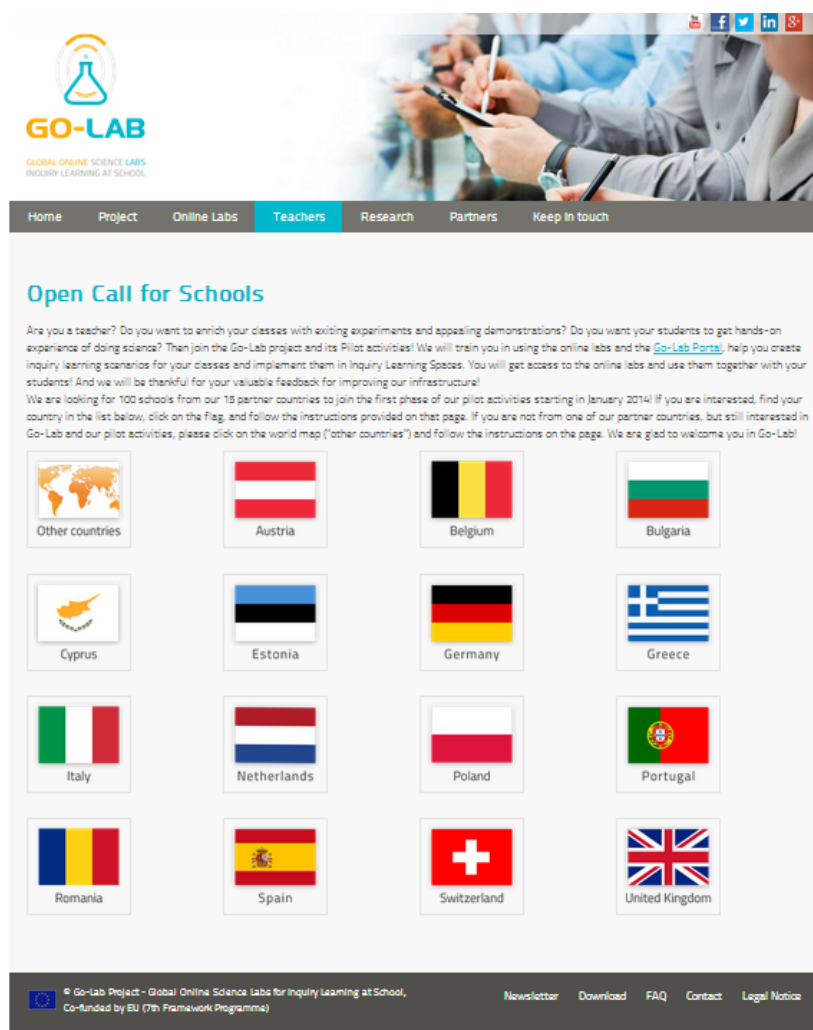 GO-LAB
GLOBAL ONLINE SCIENCE LABS
INQUIRY LEARNING AT SCHOOL
Home Project Online Labs Teachers Research Partners Keep in touch
Open Call for Schools
Are you a teacher? Do you want to enrich your classes with exiting experiments and appealing demonstrations? Do you want your students to get hands-on
experience of doing science? Then join the Go-Lab project and its Pilot activities! We will train you in using the online labs and the Go-Lab Portal, help you create
inquiry learning scenarios for your classes and implement them in Inquiry Learning Spaces. You will get access to the online labs and use them together with your
students! And we will be thankful for your valuable feedback for improving our infrastructure!
We are looking for 100 schools from our 15 partner countries to join the first phase of our pilot activities starting in January 2014! If you are interested, find your
country in the list below, click on the flag, and follow the instructions provided on that page. If you are not from one of our partner countries, but still interested in
Go-Lab and our pilot activities, please click on the world map ("other countries") and follow the instructions on the page. We are glad to welcome you in Go-Lab!
Other countries Austria Belgium Bulgaria
Cyprus Estonia Germany Greece
Italy Netherlands Poland Portugal
Romania Spain Switzerland United Kingdom
© Go-Lab Project - Global Online Science Labs for Inquiry Learning at School,
Co-funded by EU (7th Framework Programme)
Newsletter Download FAQ Contact Legal Notice